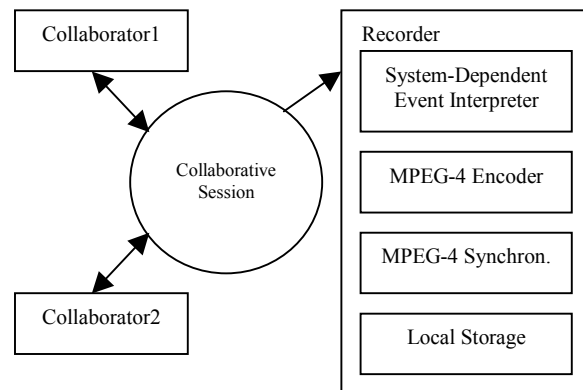 Collaborator1
Collaborative
Session
Collaborator2
Recorder
System-Dependent
Event Interpreter
MPEG-4 Encoder
MPEG-4 Synchron.
Local Storage